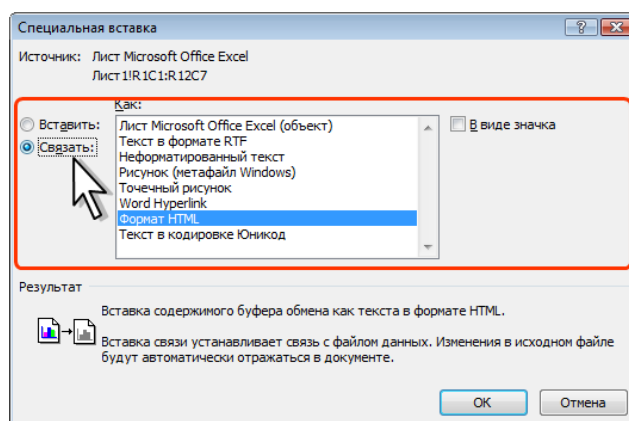 Специальная вставка
Источник: Лист Microsoft Office Excel
Лист1!R1C1:R12C7
Как:
Вставить:
Связать:
Лист Microsoft Office Excel (объект)
Текст в формате RTF
Неформатированный текст
Рисунок (метафайл Windows)
Точечный рисунок
Word Hyperlink
Формат HTML
Текст в кодировке Юникод
В виде значка
Результат
Вставка содержимого буфера обмена как текста в формате HTML.
Вставка связи устанавливает связь с файлом данных. Изменения в исходном файле
будут автоматически отражаться в документе.
ОК
Отмена